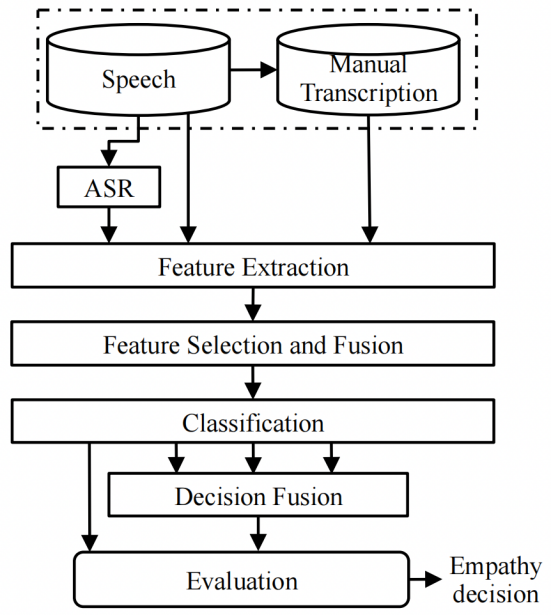 Speech
Manual
Transcription
ASR
Feature Extraction
Feature Selection and Fusion
Classification
Decision Fusion
Evaluation
Empathy
decision